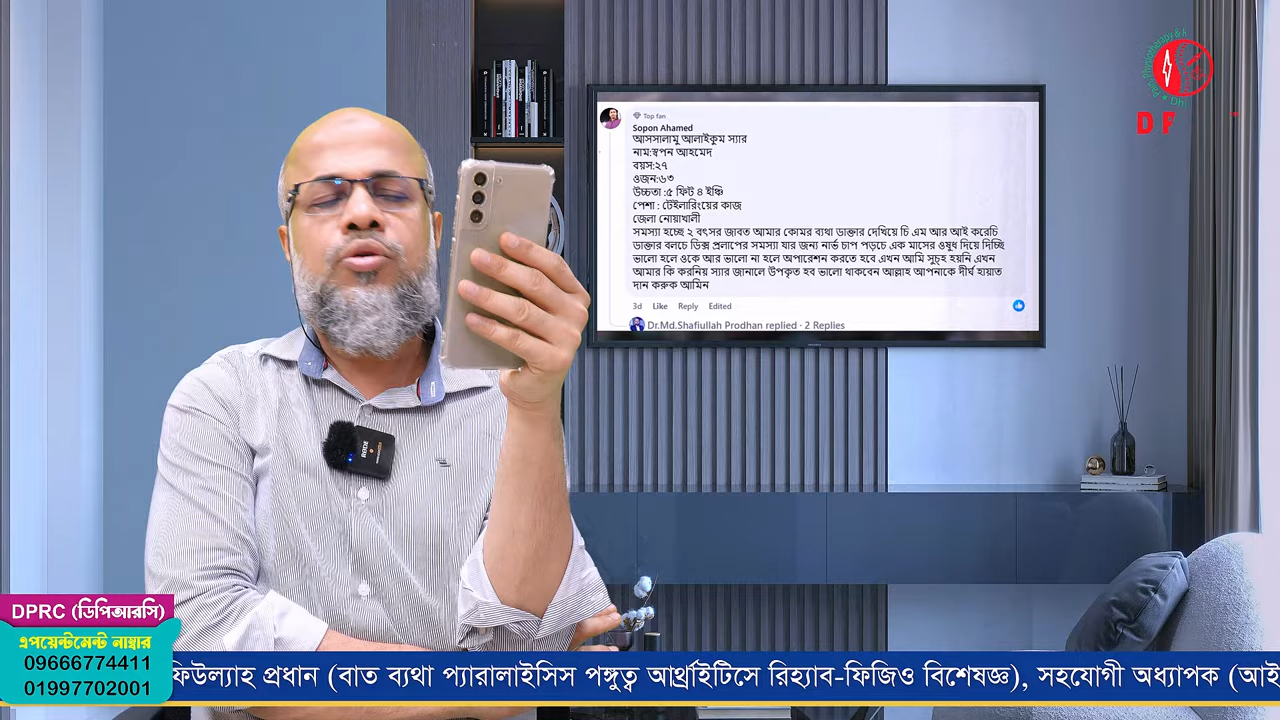 Top fan
Sopon Ahamed
আসসালামু আলাইকুম স্যার
নাম:স্বপন আহমেদ
বয়স:২৭
ওজন:৬৩
উচ্চতা :৫ ফিট ৪ ইঞ্চি
পেশা : টেইলারিংয়ের কাজ
জেলা নোয়াখালী
সমস্যা হচ্ছে ২ বৎসর জাবত আমার কোমর ব্যথা ডাক্তার দেখিয়ে চি এম আর আই করেচি
ডাক্তার বলচে ডিক্স প্রলাপের সমস্যা যার জন্য নার্ভ চাপ পড়চে এক মাসের ওষুধ দিয়ে দিচ্ছি
ভালো হলে ওকে আর ভালো না হলে অপারেশন করতে হবে এখন আমি সুচ্হ হয়নি এখন
আমার কি করনিয় স্যার জানালে উপকৃত হব ভালো থাকবেন আল্লাহ আপনাকে দীর্ঘ হায়াত
দান করুক আমিন
3d Like Reply Edited
Dr.Md.Shafiullah Prodhan replied · 2 Replies
DF
RODE
DPRC (ডিপিআরসি)
এপয়েন্টমেন্ট নাম্বার
09666774411
01997702001
ফিউল্যাহ প্রধান (বাত ব্যথা প্যারালাইসিস পঙ্গুত্ব আর্থ্রাইটিসে রিহ্যাব-ফিজিও বিশেষজ্ঞ), সহযোগী অধ্যাপক (আই